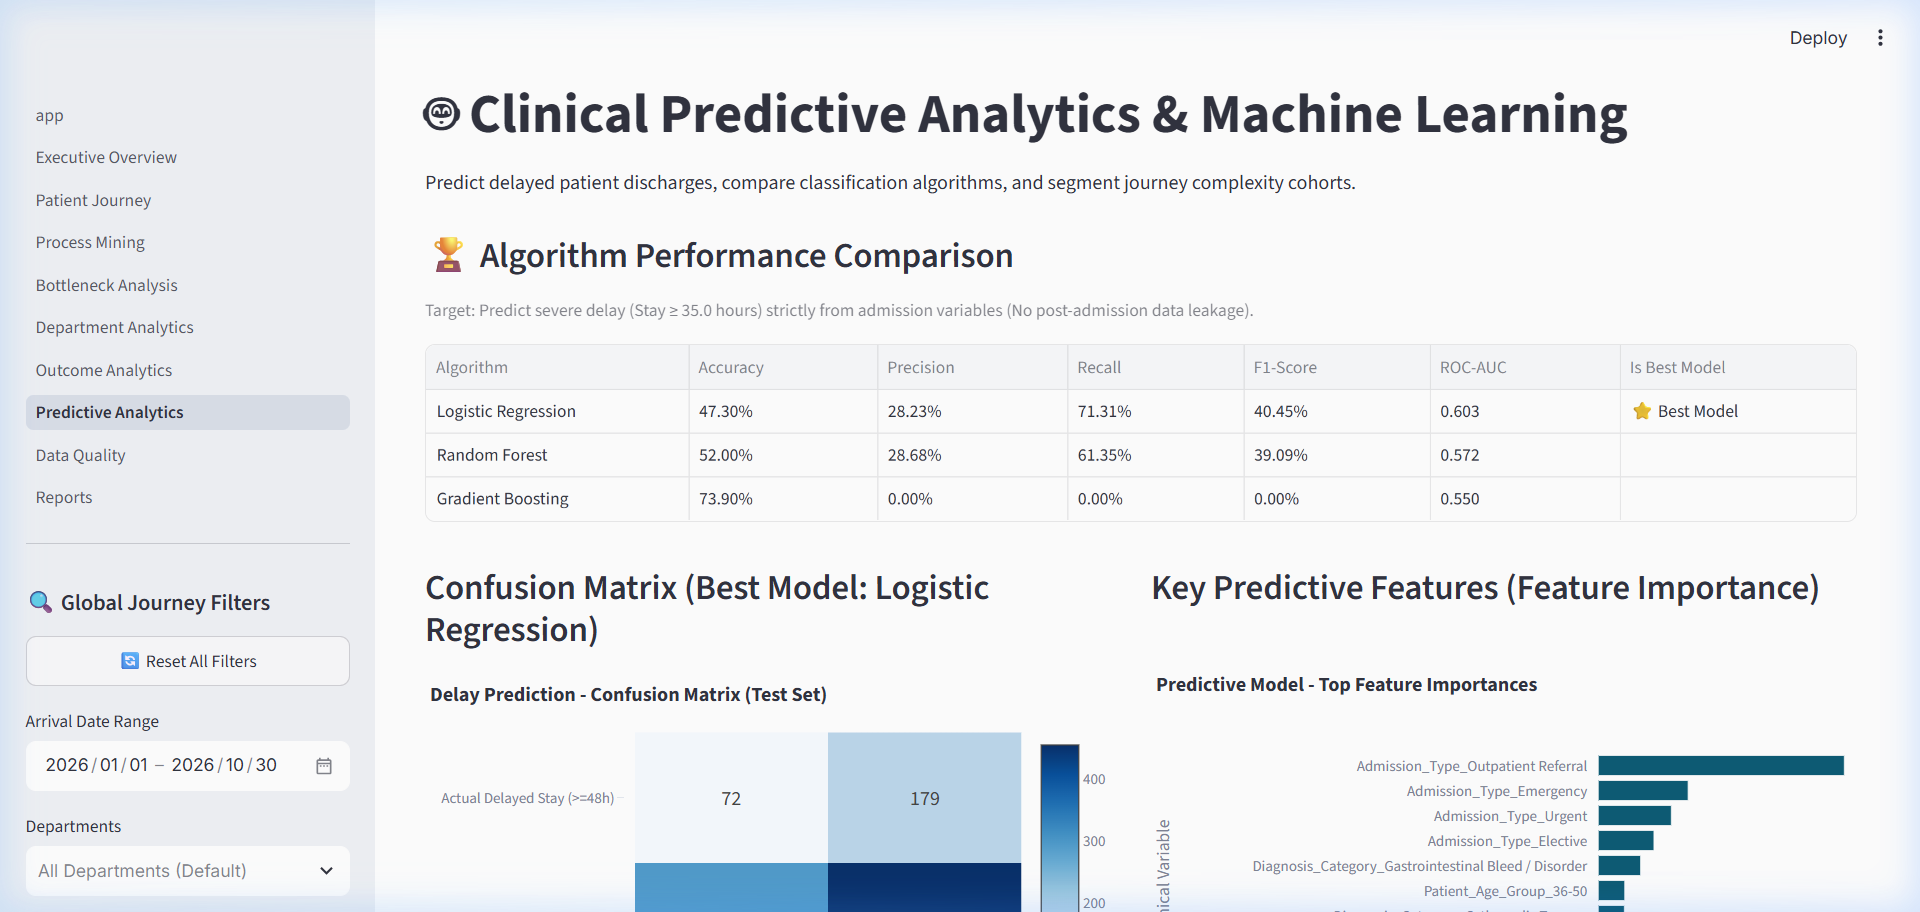 Deploy
app
Executive Overview
Patient Journey
Process Mining
Bottleneck Analysis
Department Analytics
Outcome Analytics
Predictive Analytics
Data Quality
Reports
Global Journey Filters
Reset All Filters
Arrival Date Range
2026/01/01 – 2026/10/30
Departments
All Departments (Default)
Clinical Predictive Analytics & Machine Learning
Predict delayed patient discharges, compare classification algorithms, and segment journey complexity cohorts.
Algorithm Performance Comparison
Target: Predict severe delay (Stay ≥ 35.0 hours) strictly from admission variables (No post-admission data leakage).
Algorithm Accuracy Precision Recall F1-Score ROC-AUC Is Best Model
Logistic Regression 47.30% 28.23% 71.31% 40.45% 0.603 ⭐ Best Model
Random Forest 52.00% 28.68% 61.35% 39.09% 0.572
Gradient Boosting 73.90% 0.00% 0.00% 0.00% 0.550
Confusion Matrix (Best Model: Logistic
Regression)
Delay Prediction - Confusion Matrix (Test Set)
Actual Delayed Stay (>=48h)
72 179
400
300
200
Key Predictive Features (Feature Importance)
Predictive Model - Top Feature Importances
Admission_Type_Outpatient Referral
Admission_Type_Emergency
Admission_Type_Urgent
Admission_Type_Elective
Diagnosis_Category_Gastrointestinal Bleed / Disorder
Patient_Age_Group_36-50
Variable